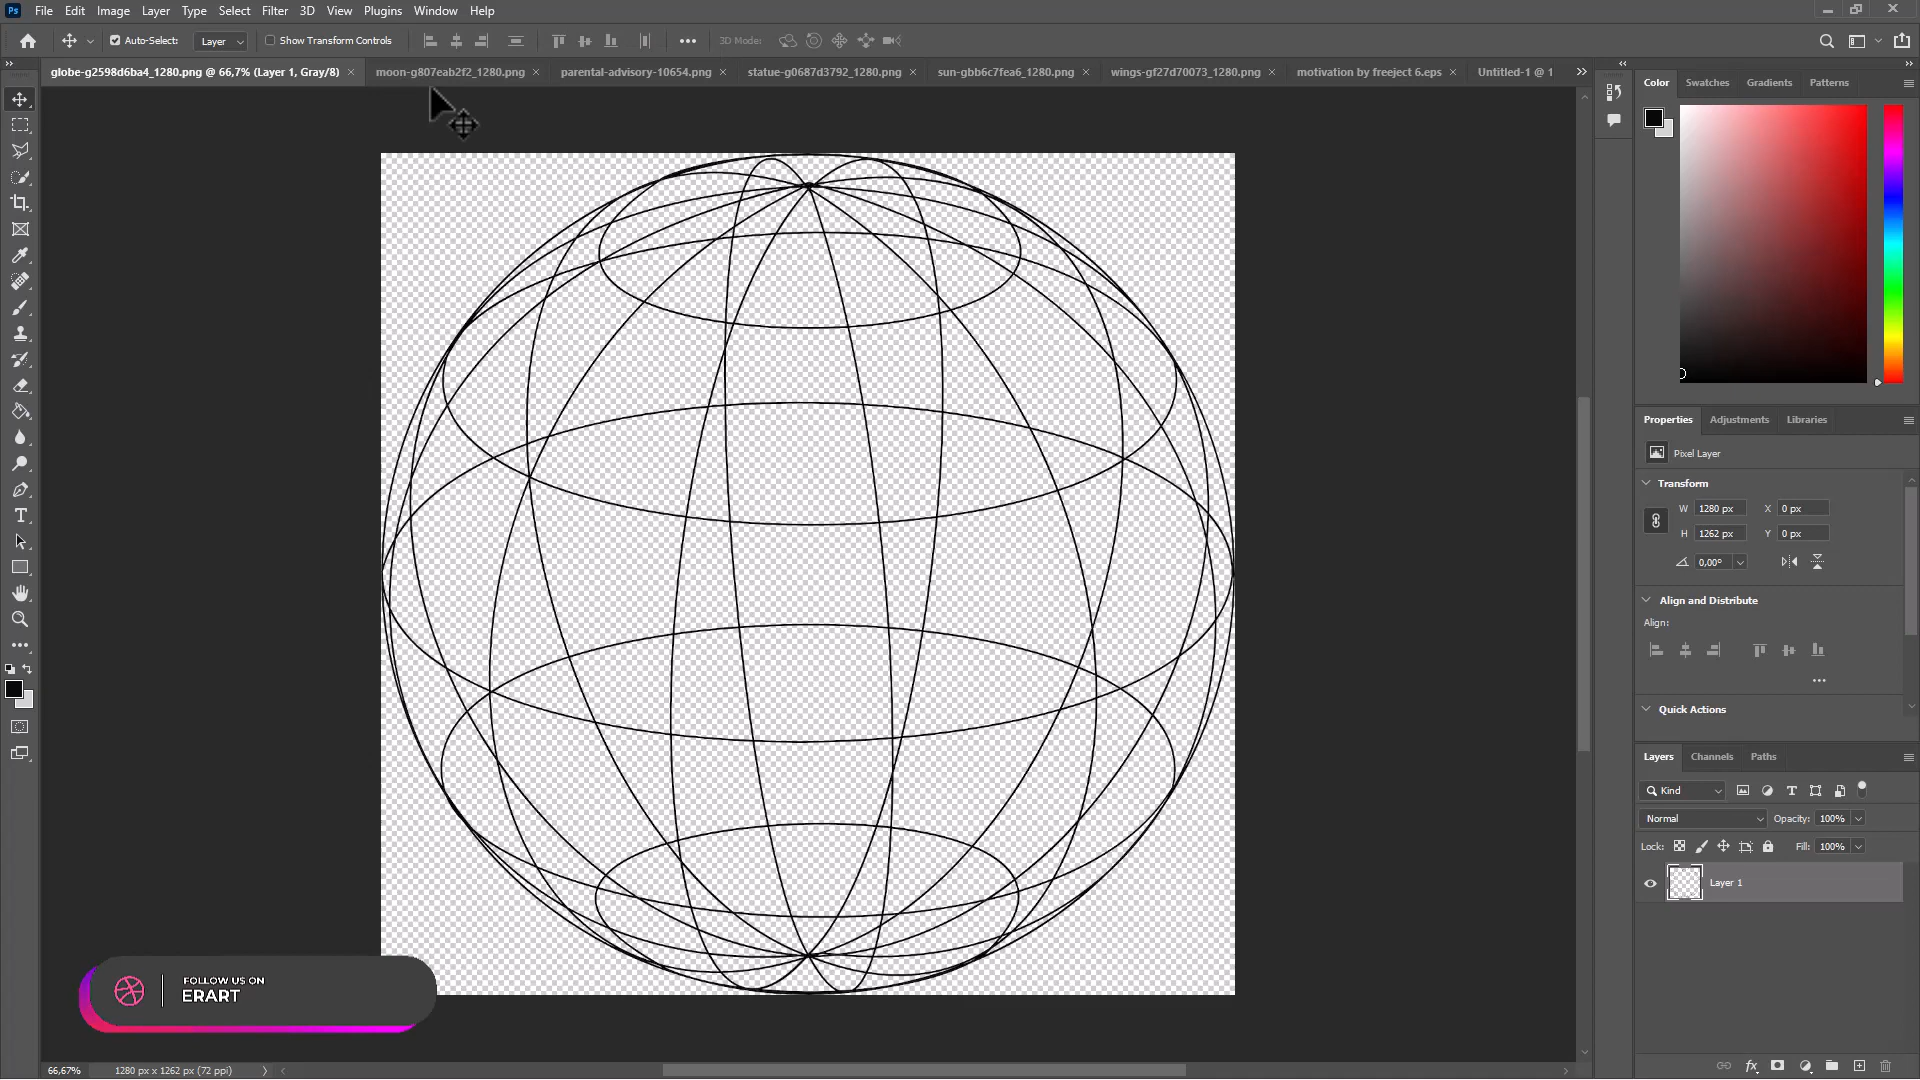 Ps File Edit Image Layer Type Select Filter 3D View Plugins Window Help
Auto-Select: Layer Show Transform Controls 3D Mode:
globe-g2598d6ba4_1280.png @ 66,7% (Layer 1, Gray/8) moon-g807eab2f2_1280.png parental-advisory-10654.png statue-g0687d3792_1280.png sun-gbb6c7fea6_1280.png wings-gf27d70073_1280.png motivation by freeject 6.eps Untitled-1 @ 1
Color Swatches Gradients Patterns
Properties Adjustments Libraries
Pixel Layer
Transform
W 1280 px X 0 px
H 1262 px Y 0 px
0,00°
Align and Distribute
Align:
Quick Actions
Layers Channels Paths
Kind
Normal Opacity: 100%
Lock: Fill: 100%
Layer 1
FOLLOW US ON
ERART
66,67% 1280 px x 1262 px (72 ppi)